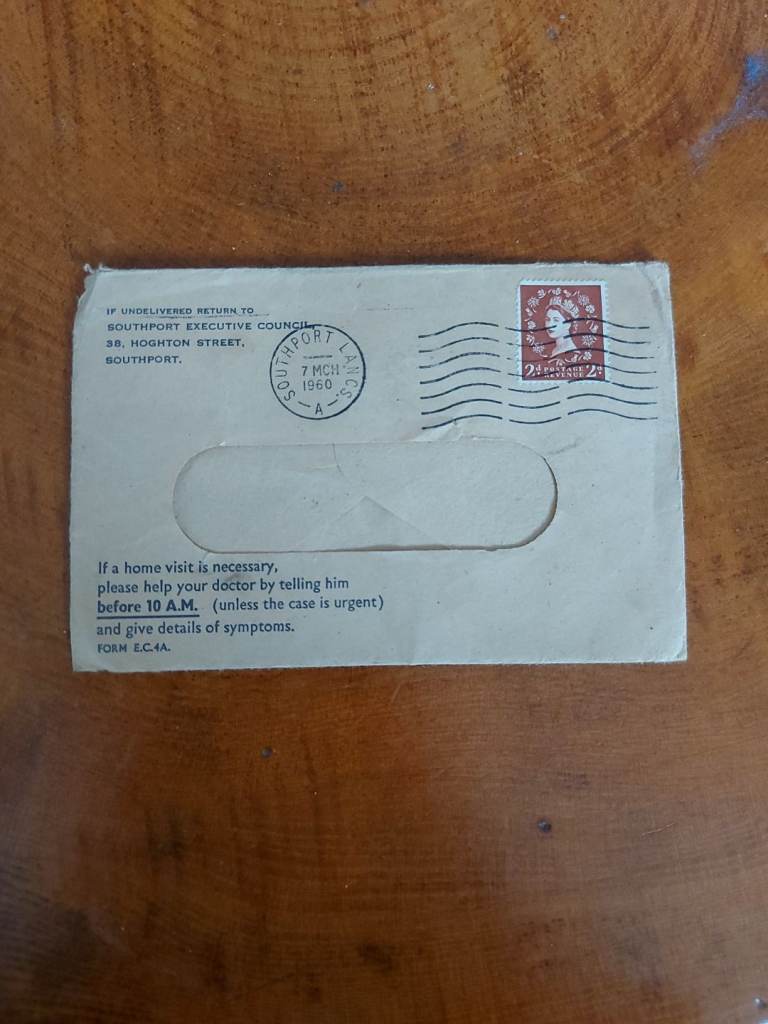 IF UNDELIVERED RETURN TO
SOUTHPORT EXECUTIVE COUNCIL,
38, HOGHTON STREET,
SOUTHPORT.
SOUTHPORT LANCS.
7 MCH
1960
A
2d POSTAGE REVENUE 2d
If a home visit is necessary,
please help your doctor by telling him
before 10 A.M. (unless the case is urgent)
and give details of symptoms.
FORM E.C.4A.